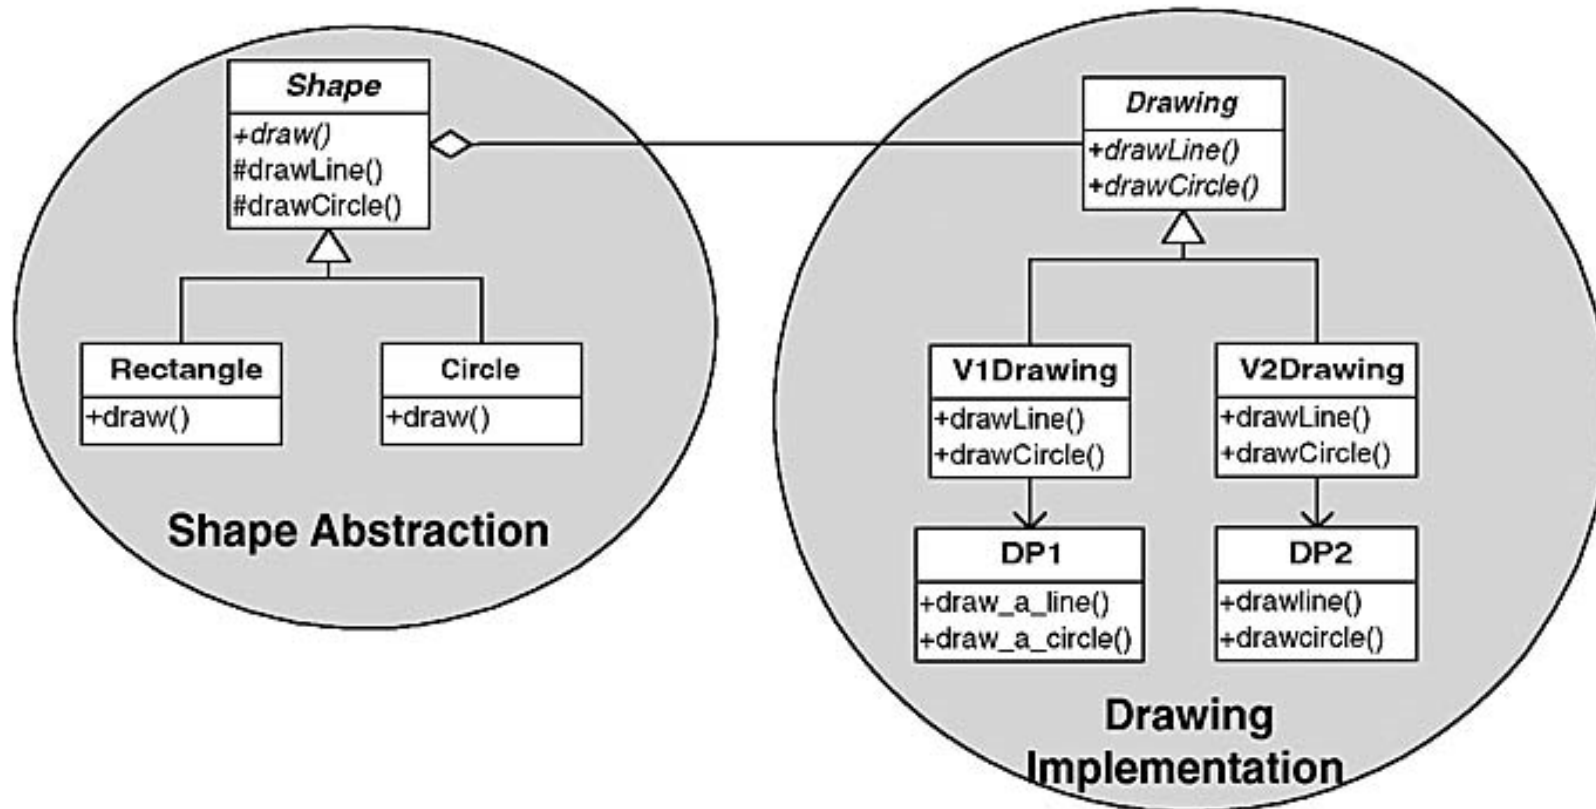 Shape
+draw()
#drawLine()
#drawCircle()
Rectangle
+draw()
Circle
+draw()
Shape Abstraction
Drawing
+drawLine()
+drawCircle()
V1Drawing
+drawLine()
+drawCircle()
V2Drawing
+drawLine()
+drawCircle()
DP1
+draw_a_line()
+draw_a_circle()
DP2
+drawline()
+drawcircle()
Drawing
Implementation